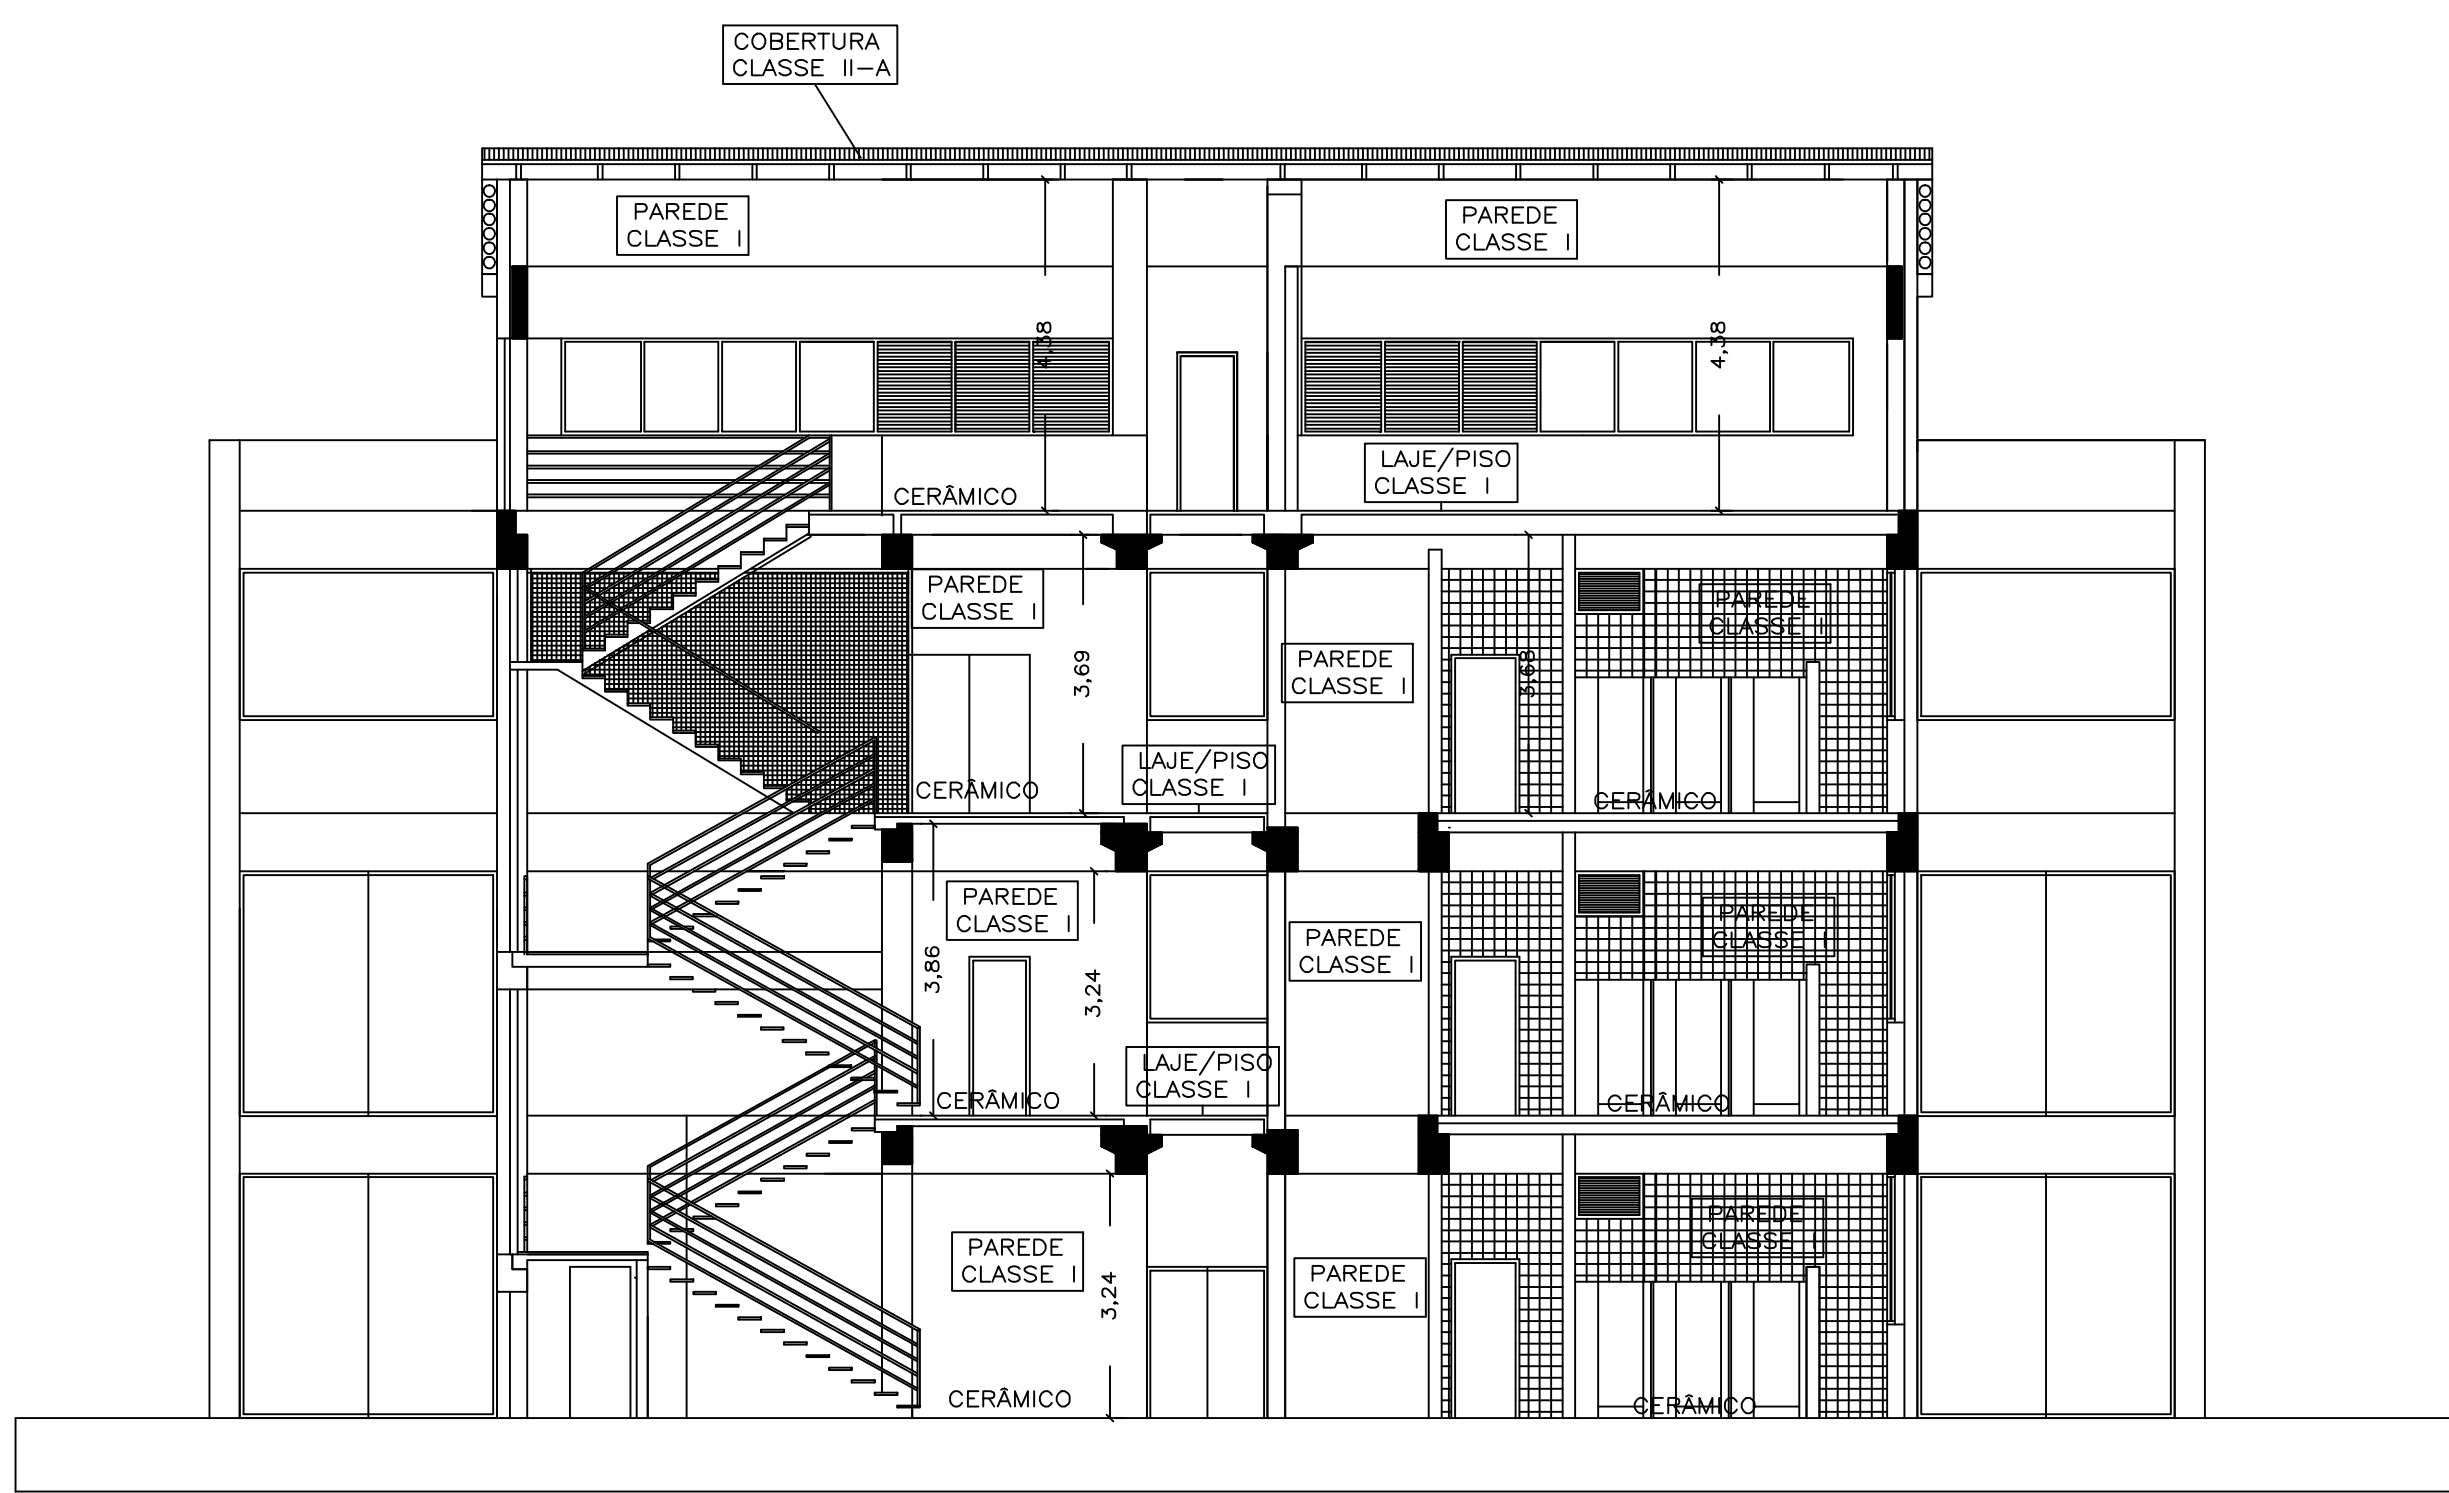 COBERTURA
CLASSE II-A
PAREDE
CLASSE I
PAREDE
CLASSE I
4,38
4,38
LAJE/PISO
CLASSE I
CERÂMICO
PAREDE
CLASSE I
PAREDE
CLASSE I
PAREDE
CLASSE I
3,69
3,68
LAJE/PISO
CLASSE I
CERÂMICO
CERÂMICO
PAREDE
CLASSE I
PAREDE
CLASSE I
PAREDE
CLASSE I
3,86
3,24
LAJE/PISO
CLASSE I
CERÂMICO
CERÂMICO
PAREDE
CLASSE I
PAREDE
CLASSE I
PAREDE
CLASSE I
3,24
CERÂMICO
CERÂMICO